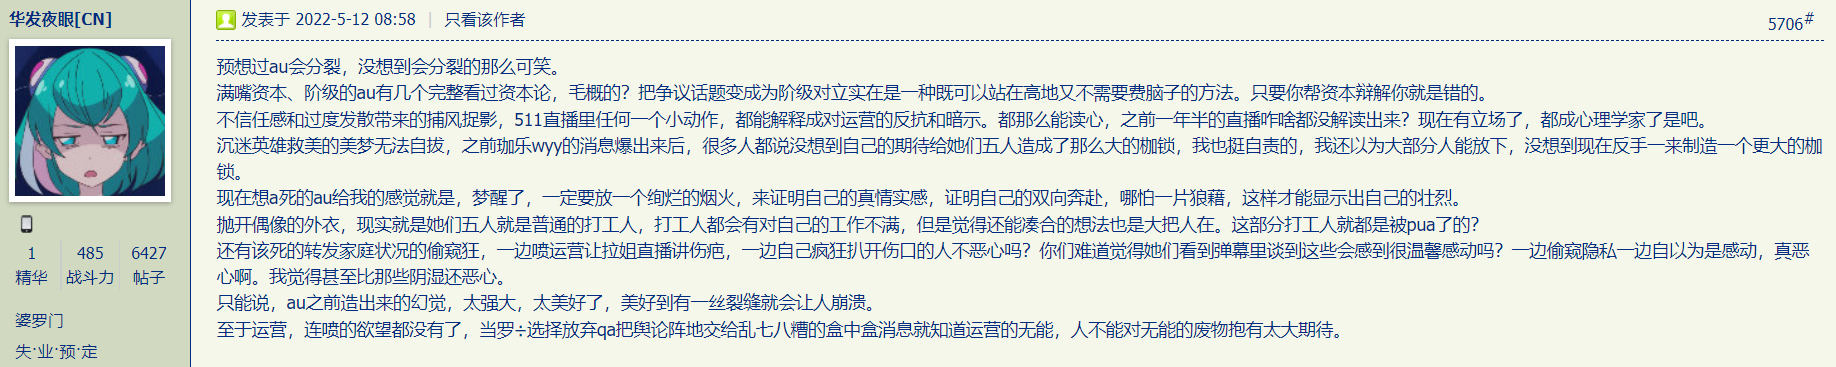 华发夜眼[CN]
发表于 2022-5-12 08:58 | 只看该作者
5706#
预想过au会分裂，没想到会分裂的那么可笑。
满嘴资本、阶级的au有几个完整看过资本论，毛概的？把争议话题变成为阶级对立实在是一种既可以站在高地又不需要费脑子的方法。只要你帮资本辩解你就是错的。
不信任感和过度发散带来的捕风捉影，511直播里任何一个小动作，都能解释成对运营的反抗和暗示。都那么能读心，之前一年半的直播咋啥都没解读出来？现在有立场了，都成心理学家了是吧。
沉迷英雄救美的美梦无法自拔，之前珈乐wyy的消息爆出来后，很多人都说没想到自己的期待给她们五人造成了那么大的枷锁，我也挺自责的，我还以为大部分人能放下，没想到现在反手一来制造一个更大的枷
锁。
现在想a死的au给我的感觉就是，梦醒了，一定要放一个绚烂的烟火，来证明自己的真情实感，证明自己的双向奔赴，哪怕一片狼藉，这样才能显示出自己的壮烈。
抛开偶像的外衣，现实就是她们五人就是普通的打工人，打工人都会有对自己的工作不满，但是觉得还能凑合的想法也是大把人在。这部分打工人就都是被pua了的？
还有该死的转发家庭状况的偷窥狂，一边喷运营让拉姐直播讲伤疤，一边自己疯狂扒开伤口的人不恶心吗？你们难道觉得她们看到弹幕里谈到这些会感到很温馨感动吗？一边偷窥隐私一边自以为是感动，真恶
心啊。我觉得甚至比那些阴湿还恶心。
只能说，au之前造出来的幻觉，太强大，太美好了，美好到有一丝裂缝就会让人崩溃。
至于运营，连喷的欲望都没有了，当罗÷选择放弃qa把舆论阵地交给乱七八糟的盒中盒消息就知道运营的无能，人不能对无能的废物抱有太大期待。
1 485 6427
精华 战斗力 帖子
婆罗门
失·业·预·定